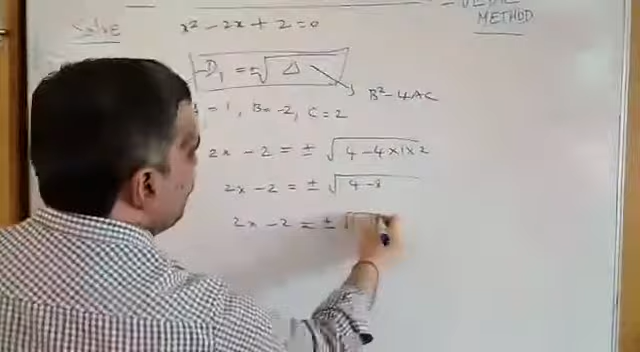 SOLVE x² - 2x + 2 = 0
METHOD
D₁ = ±√Δ
B² - 4AC
= 1, B = -2, C = 2
2x - 2 = ± √4 - 4×1×2
2x - 2 = ± √4 - 8
2x - 2 = ± √